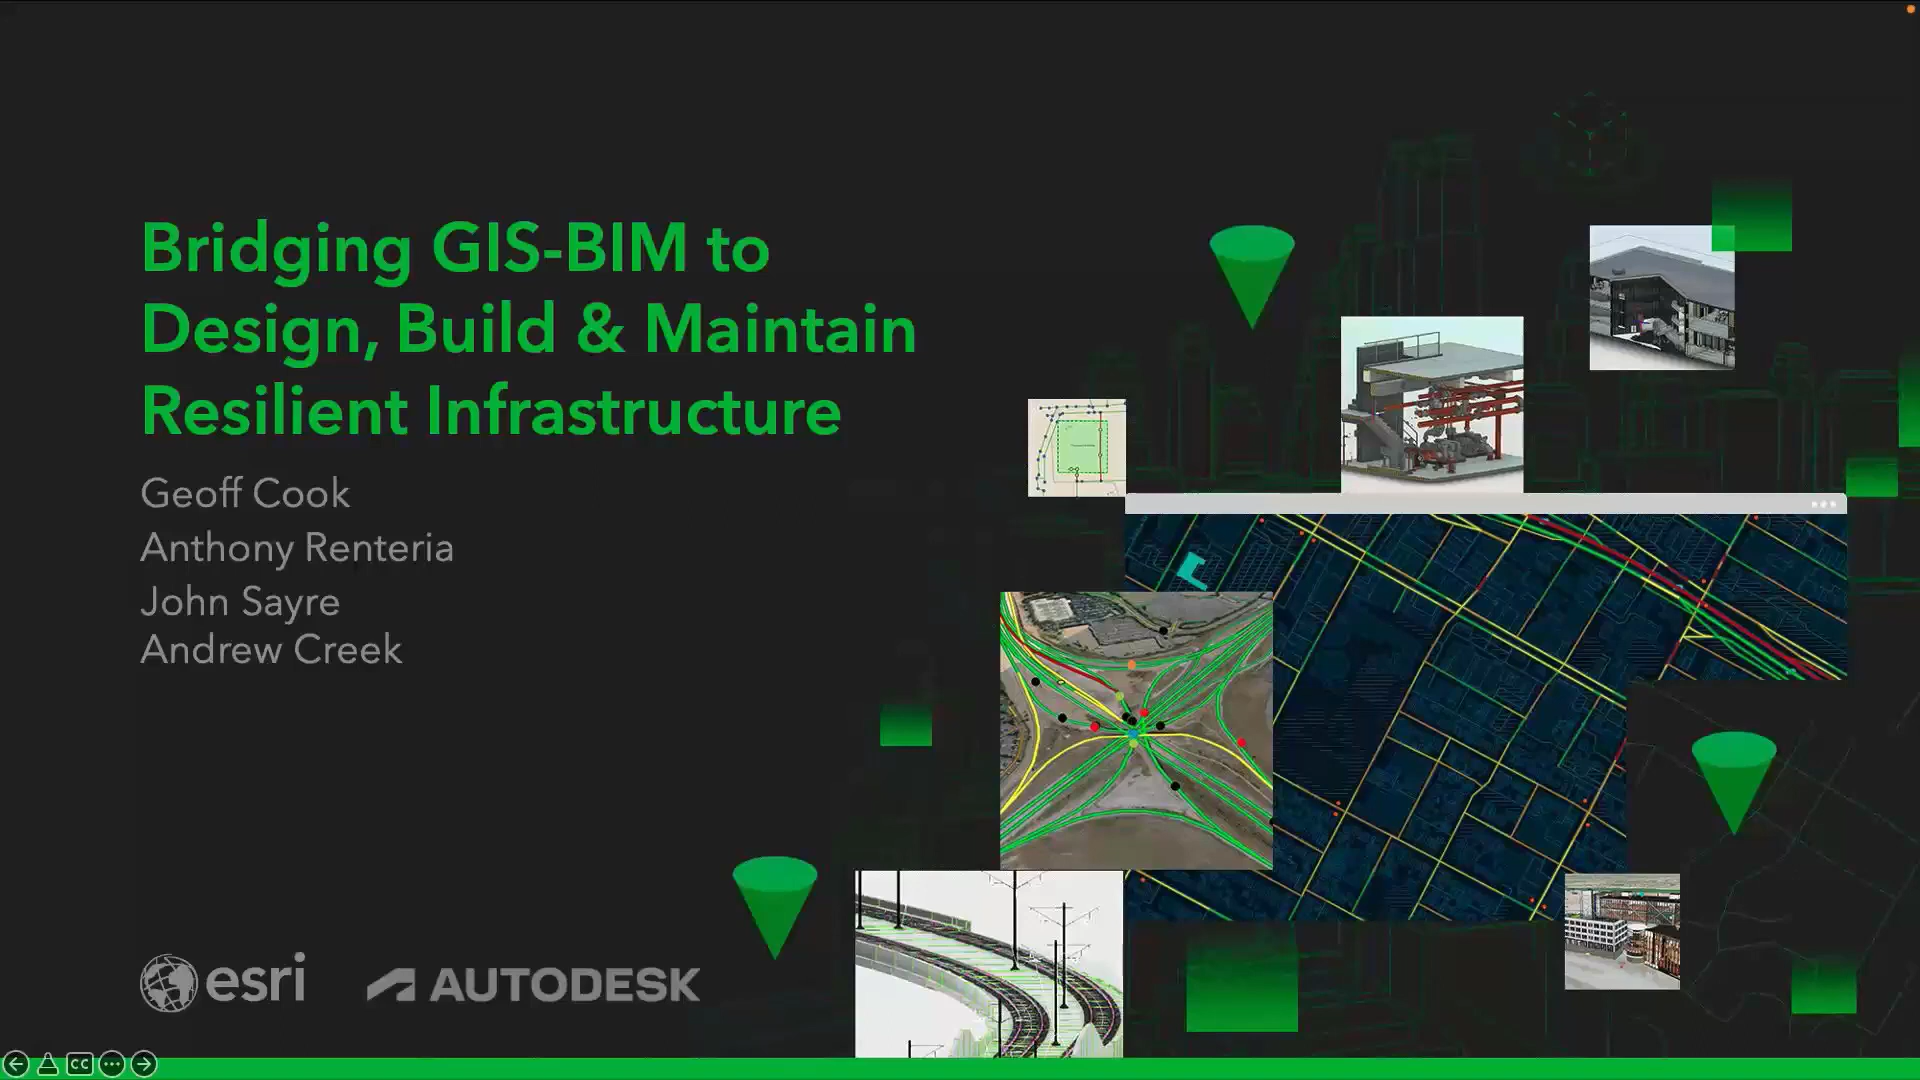 Bridging GIS-BIM to
Design, Build & Maintain
Resilient Infrastructure
Geoff Cook
Anthony Renteria
John Sayre
Andrew Creek
esri
AUTODESK
CC